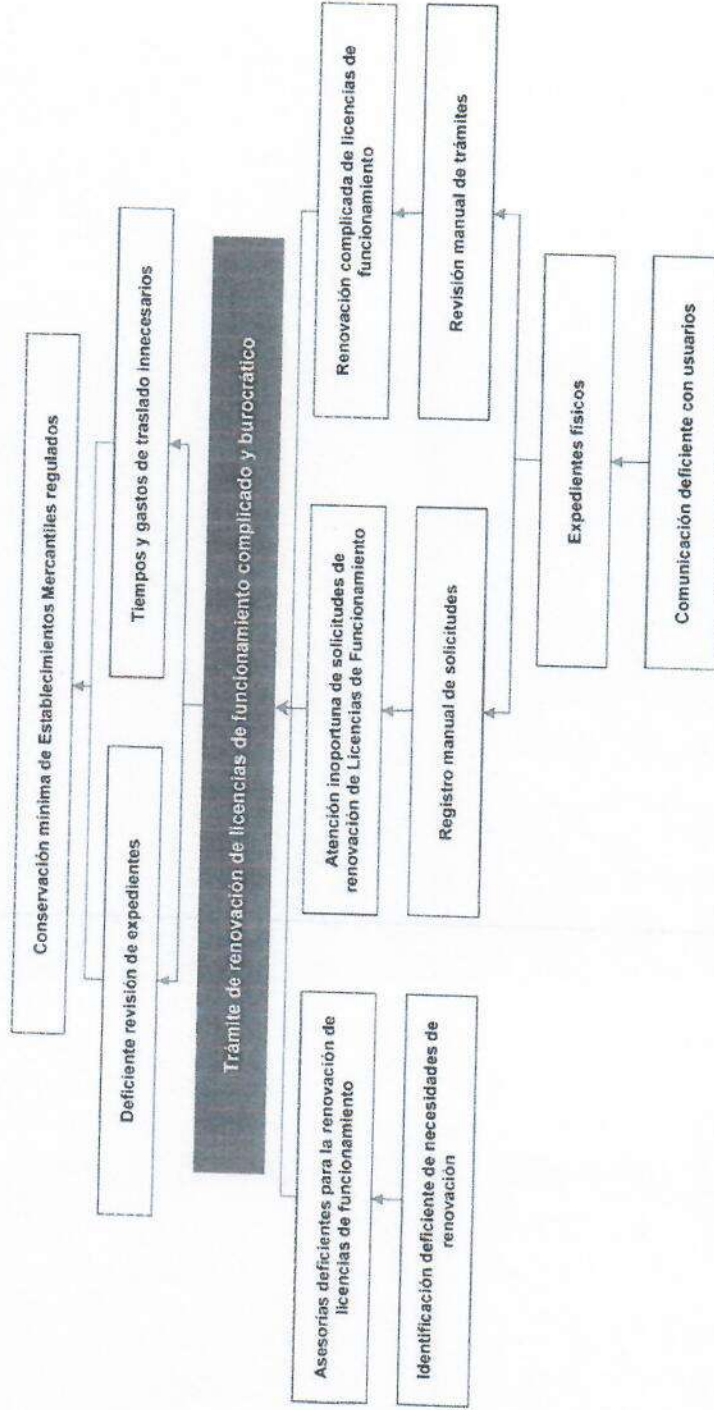 Conservación mínima de Establecimientos Mercantiles regulados
Deficiente revisión de expedientes
Tiempos y gastos de traslado innecesarios
Trámite de renovación de licencias de funcionamiento complicado y burocrático
Asesorías deficientes para la renovación de
licencias de funcionamiento
Atención inoportuna de solicitudes de
renovación de Licencias de Funcionamiento
Renovación complicada de licencias de
funcionamiento
Identificación deficiente de necesidades de
renovación
Registro manual de solicitudes
Revisión manual de trámites
Expedientes físicos
Comunicación deficiente con usuarios